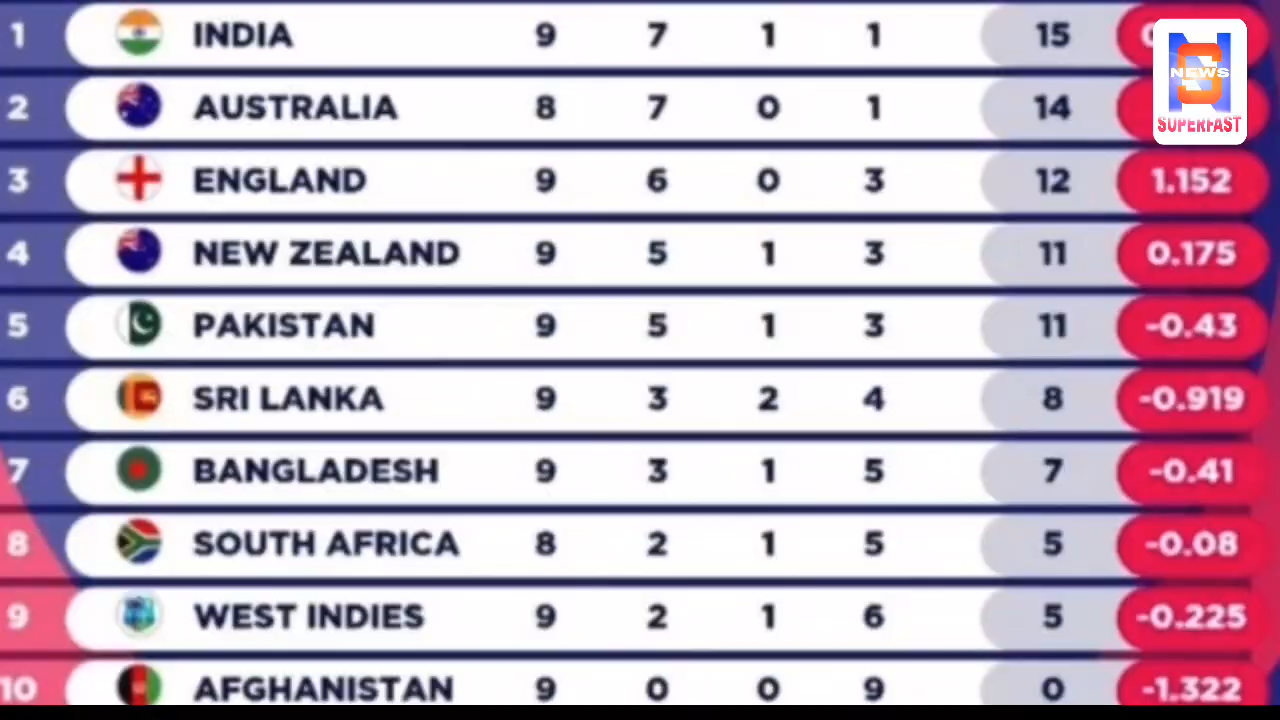 1 INDIA 9 7 1 1 15
NEWS
2 AUSTRALIA 8 7 0 1 14
SUPERFAST
3 ENGLAND 9 6 0 3 12 1.152
4 NEW ZEALAND 9 5 1 3 11 0.175
5 PAKISTAN 9 5 1 3 11 -0.43
6 SRI LANKA 9 3 2 4 8 -0.919
7 BANGLADESH 9 3 1 5 7 -0.41
8 SOUTH AFRICA 8 2 1 5 5 -0.08
9 WEST INDIES 9 2 1 6 5 -0.225
10 AFGHANISTAN 9 0 0 9 0 -1.322